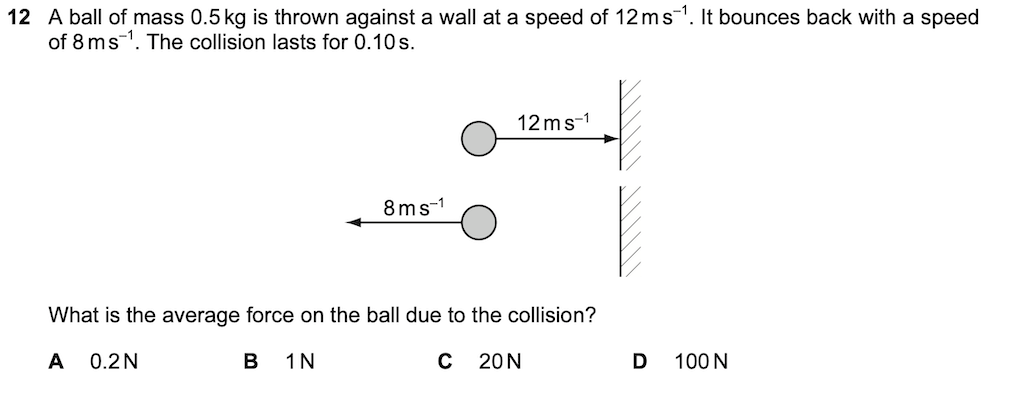 12 A ball of mass 0.5 kg is thrown against a wall at a speed of 12 m s⁻¹. It bounces back with a speed
of 8 m s⁻¹. The collision lasts for 0.10 s.
12 m s⁻¹
8 m s⁻¹
What is the average force on the ball due to the collision?
A 0.2 N B 1 N C 20 N D 100 N